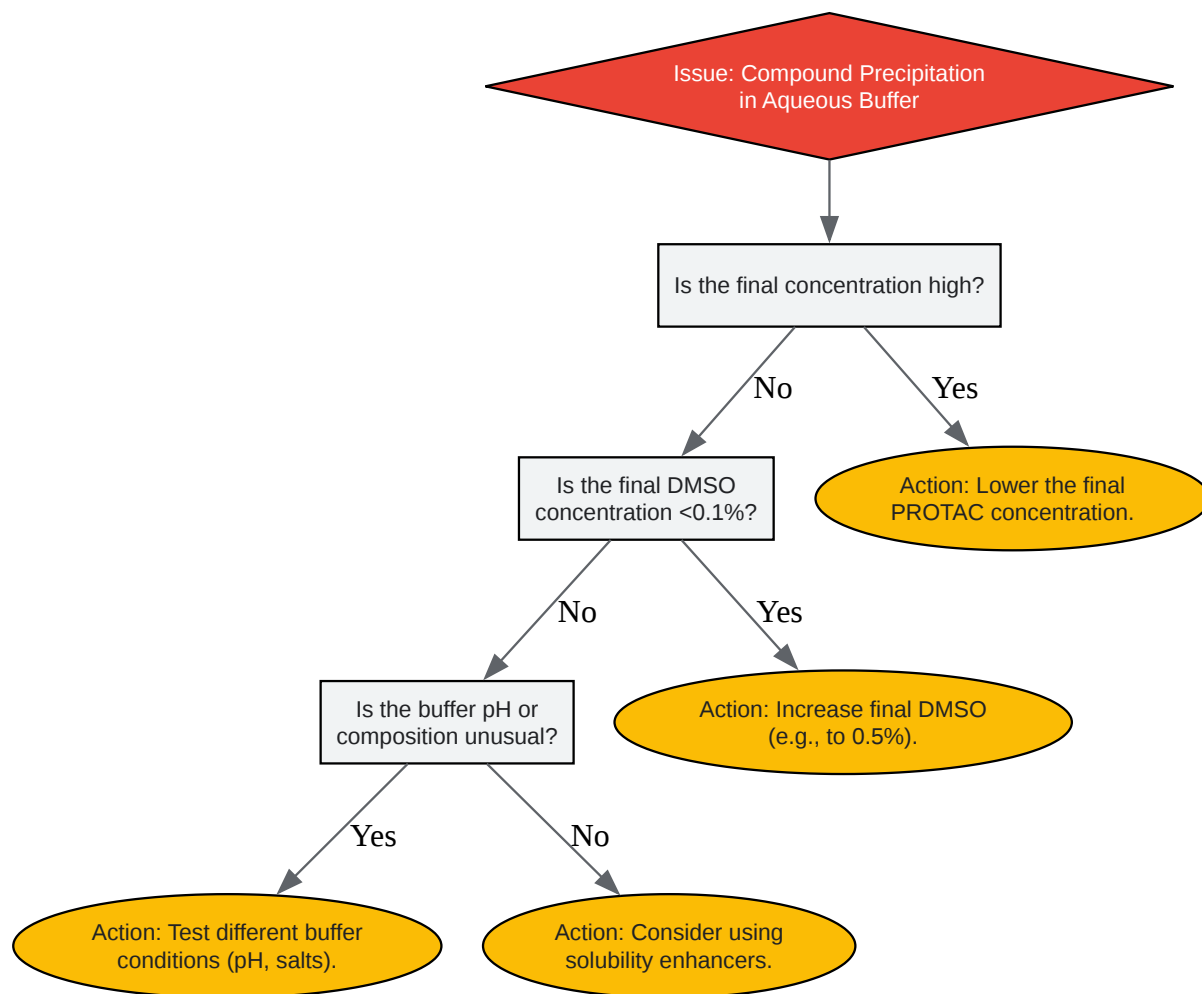 Issue: Compound Precipitation
in Aqueous Buffer
Is the final concentration high?
No
Yes
Is the final DMSO
concentration <0.1%?
Action: Lower the final
PROTAC concentration.
No
Yes
Is the buffer pH or
composition unusual?
Action: Increase final DMSO
(e.g., to 0.5%).
Yes
No
Action: Test different buffer
conditions (pH, salts).
Action: Consider using
solubility enhancers.